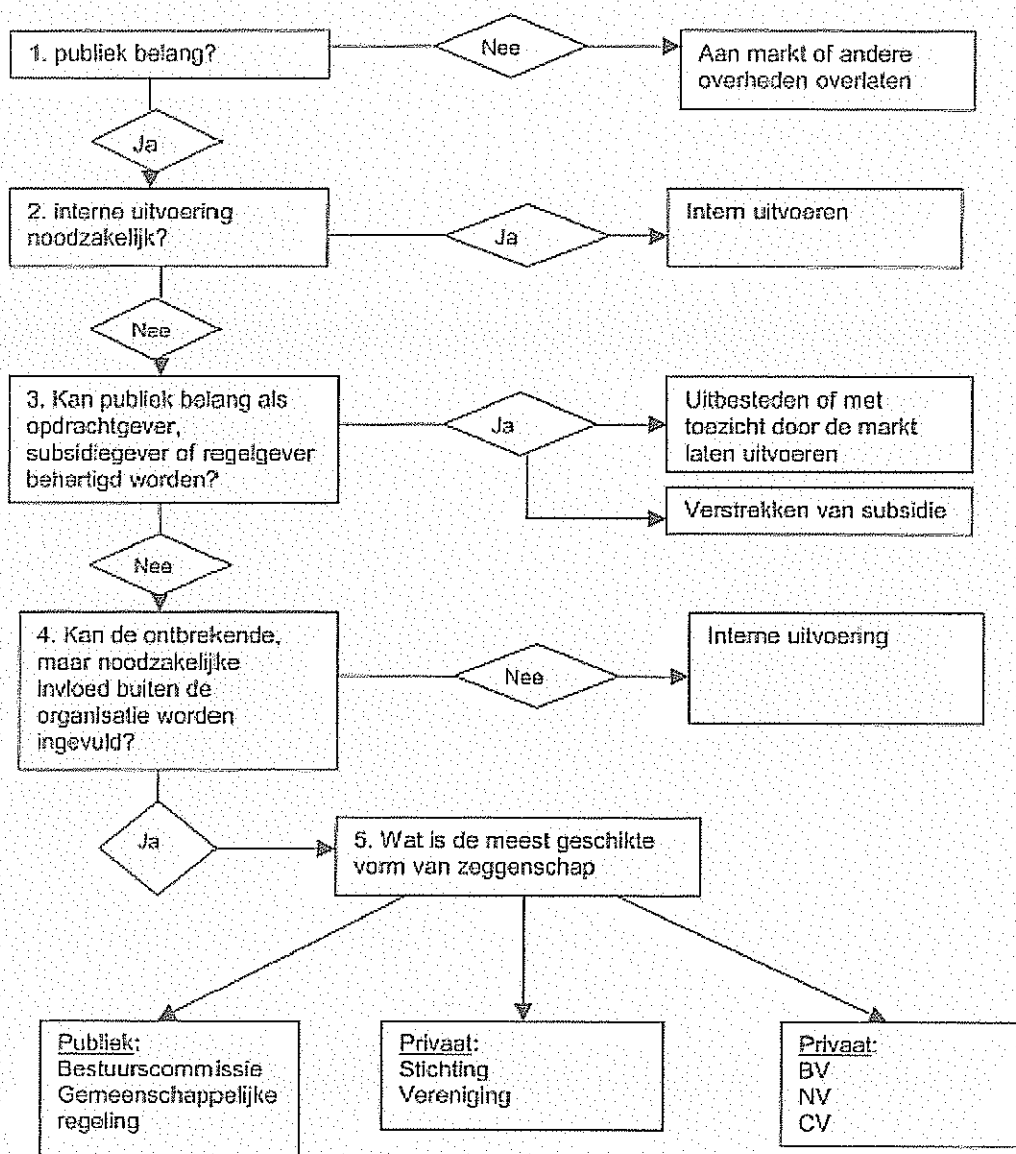 1. publiek belang?
Nee
Aan markt of andere
overheden overlaten
Ja
2. interne uitvoering
noodzakelijk?
Ja
Intern uitvoeren
Nee
3. Kan publiek belang als
opdrachtgever,
subsidiegever of regelgever
behartigd worden?
Ja
Uitbesteden of met
toezicht door de markt
laten uitvoeren
Verstrekken van subsidie
Nee
4. Kan de ontbrekende,
maar noodzakelijke
invloed buiten de
organisatie worden
ingevuld?
Nee
Interne uitvoering
Ja
5. Wat is de meest geschikte
vorm van zeggenschap
Publiek:
Bestuurscommissie
Gemeenschappelijke
regeling
Privaat:
Stichting
Vereniging
Privaat:
BV
NV
CV